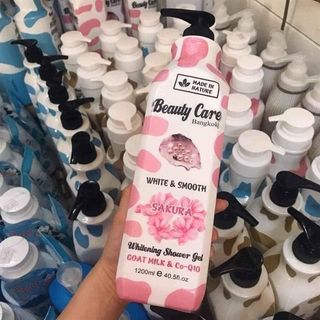 MADE IN
NATURE
Beauty Care
Bangkok
WHITE & SMOOTH
SAKURA
Whitening Shower Gel
GOAT MILK & Co-Q10
1200ml e 40.5fl.oz